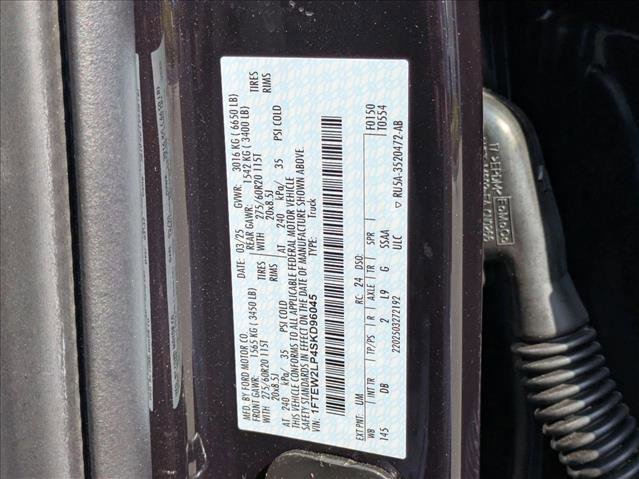 MFD. BY FORD MOTOR CO.
DATE: 03/25 GVWR: 3016 KG (6650 LB)
FRONT GAWR: 1565 KG (3450 LB) REAR GAWR: 1542 KG (3400 LB)
WITH 275/60R20 115T TIRES WITH 275/60R20 115T TIRES
20x8.5J RIMS 20x8.5J RIMS
AT 240 kPa/ 35 PSI COLD AT 240 kPa/ 35 PSI COLD
THIS VEHICLE CONFORMS TO ALL APPLICABLE FEDERAL MOTOR VEHICLE
SAFETY STANDARDS IN EFFECT ON THE DATE OF MANUFACTURE SHOWN ABOVE.
VIN: 1FTEW2LP4SKD96045 TYPE: Truck
F0150
T0554
EXT PNT: UM RC: 24 DSO:
WB INT TR TP/PS R AXLE TR SPR
145 DB 2 L9 G SSAA
2202503272192 ULC
▽ RU5A-3520472-AB